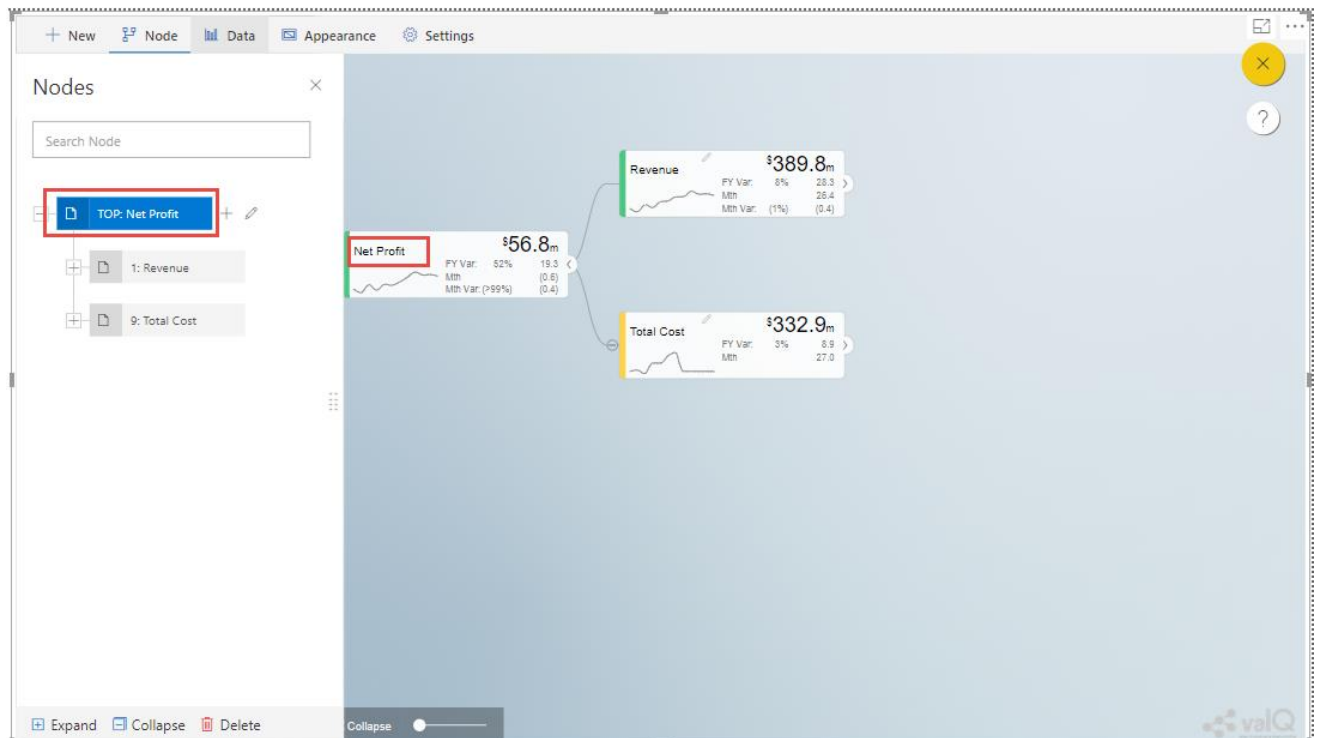 New Node Data Appearance Settings
Nodes
Search Node
TOP: Net Profit
1: Revenue
9: Total Cost
Expand Collapse Delete
Net Profit
$56.8m
FY Var. 52% 19.3
Mth (0.6)
Mth Var. (>99%) (0.4)
Revenue
$389.8m
FY Var. 8% 28.3
Mth 26.4
Mth Var. (1%) (0.4)
Total Cost
$332.9m
FY Var. 3% 8.9
Mth 27.0
Collapse
?
valQ